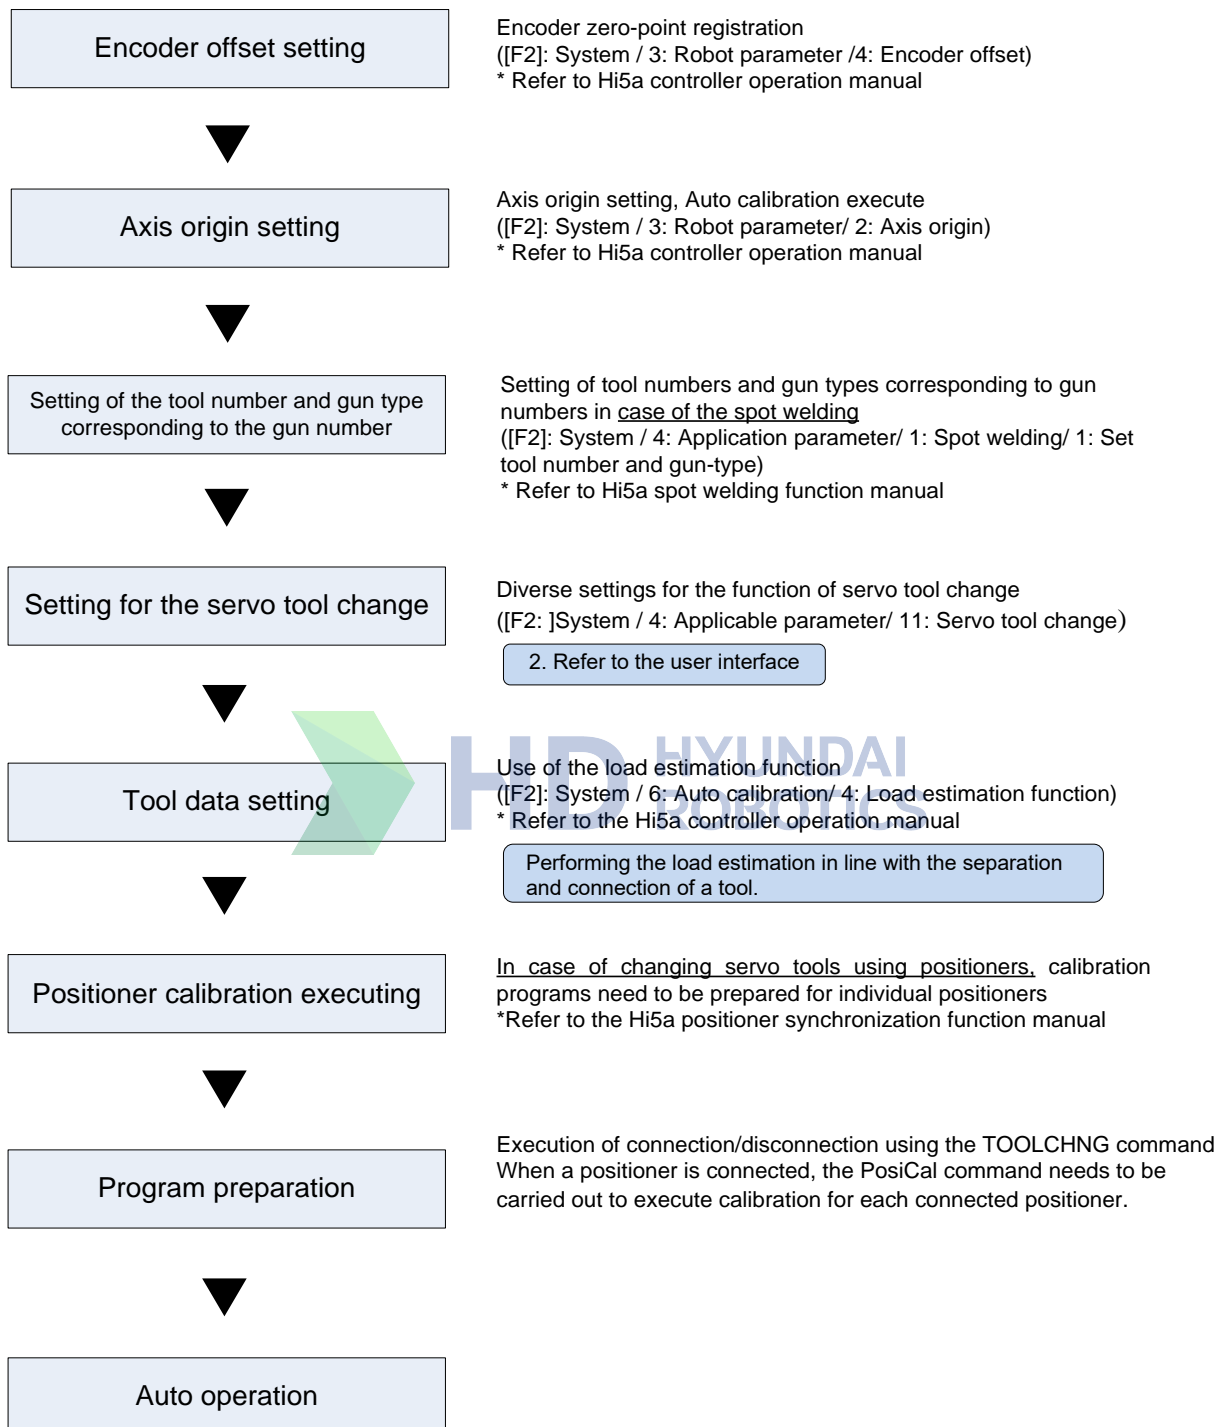 Encoder offset setting
Encoder zero-point registration
([F2]: System / 3: Robot parameter /4: Encoder offset)
* Refer to Hi5a controller operation manual
Axis origin setting
Axis origin setting, Auto calibration execute
([F2]: System / 3: Robot parameter/ 2: Axis origin)
* Refer to Hi5a controller operation manual
Setting of the tool number and gun type
corresponding to the gun number
Setting of tool numbers and gun types corresponding to gun
numbers in case of the spot welding
([F2]: System / 4: Application parameter/ 1: Spot welding/ 1: Set
tool number and gun-type)
* Refer to Hi5a spot welding function manual
Setting for the servo tool change
Diverse settings for the function of servo tool change
([F2: ]System / 4: Applicable parameter/ 11: Servo tool change)
2. Refer to the user interface
Tool data setting
Use of the load estimation function
([F2]: System / 6: Auto calibration/ 4: Load estimation function)
* Refer to the Hi5a controller operation manual
Performing the load estimation in line with the separation
and connection of a tool.
HD HYUNDAI
ROBOTICS
Positioner calibration executing
In case of changing servo tools using positioners, calibration
programs need to be prepared for individual positioners
*Refer to the Hi5a positioner synchronization function manual
Program preparation
Execution of connection/disconnection using the TOOLCHNG command
When a positioner is connected, the PosiCal command needs to be
carried out to execute calibration for each connected positioner.
Auto operation